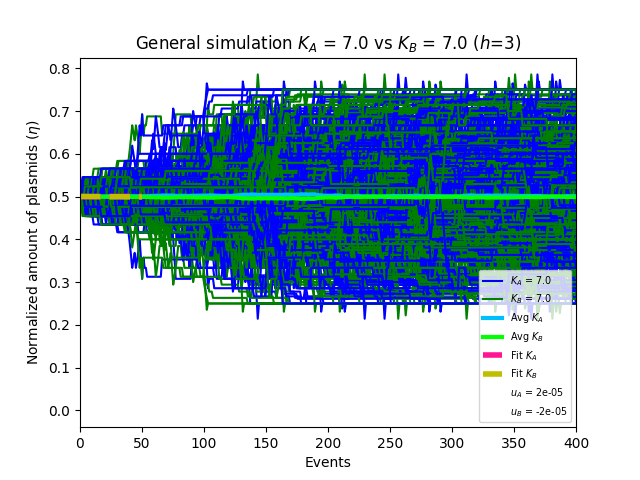 General simulation K_A = 7.0 vs K_B = 7.0 (h=3)
Normalized amount of plasmids (η)
0.8
0.7
0.6
0.5
0.4
0.3
0.2
0.1
0.0
K_A = 7.0
K_B = 7.0
Avg K_A
Avg K_B
Fit K_A
Fit K_B
u_A = 2e-05
u_B = -2e-05
0 50 100 150 200 250 300 350 400
Events